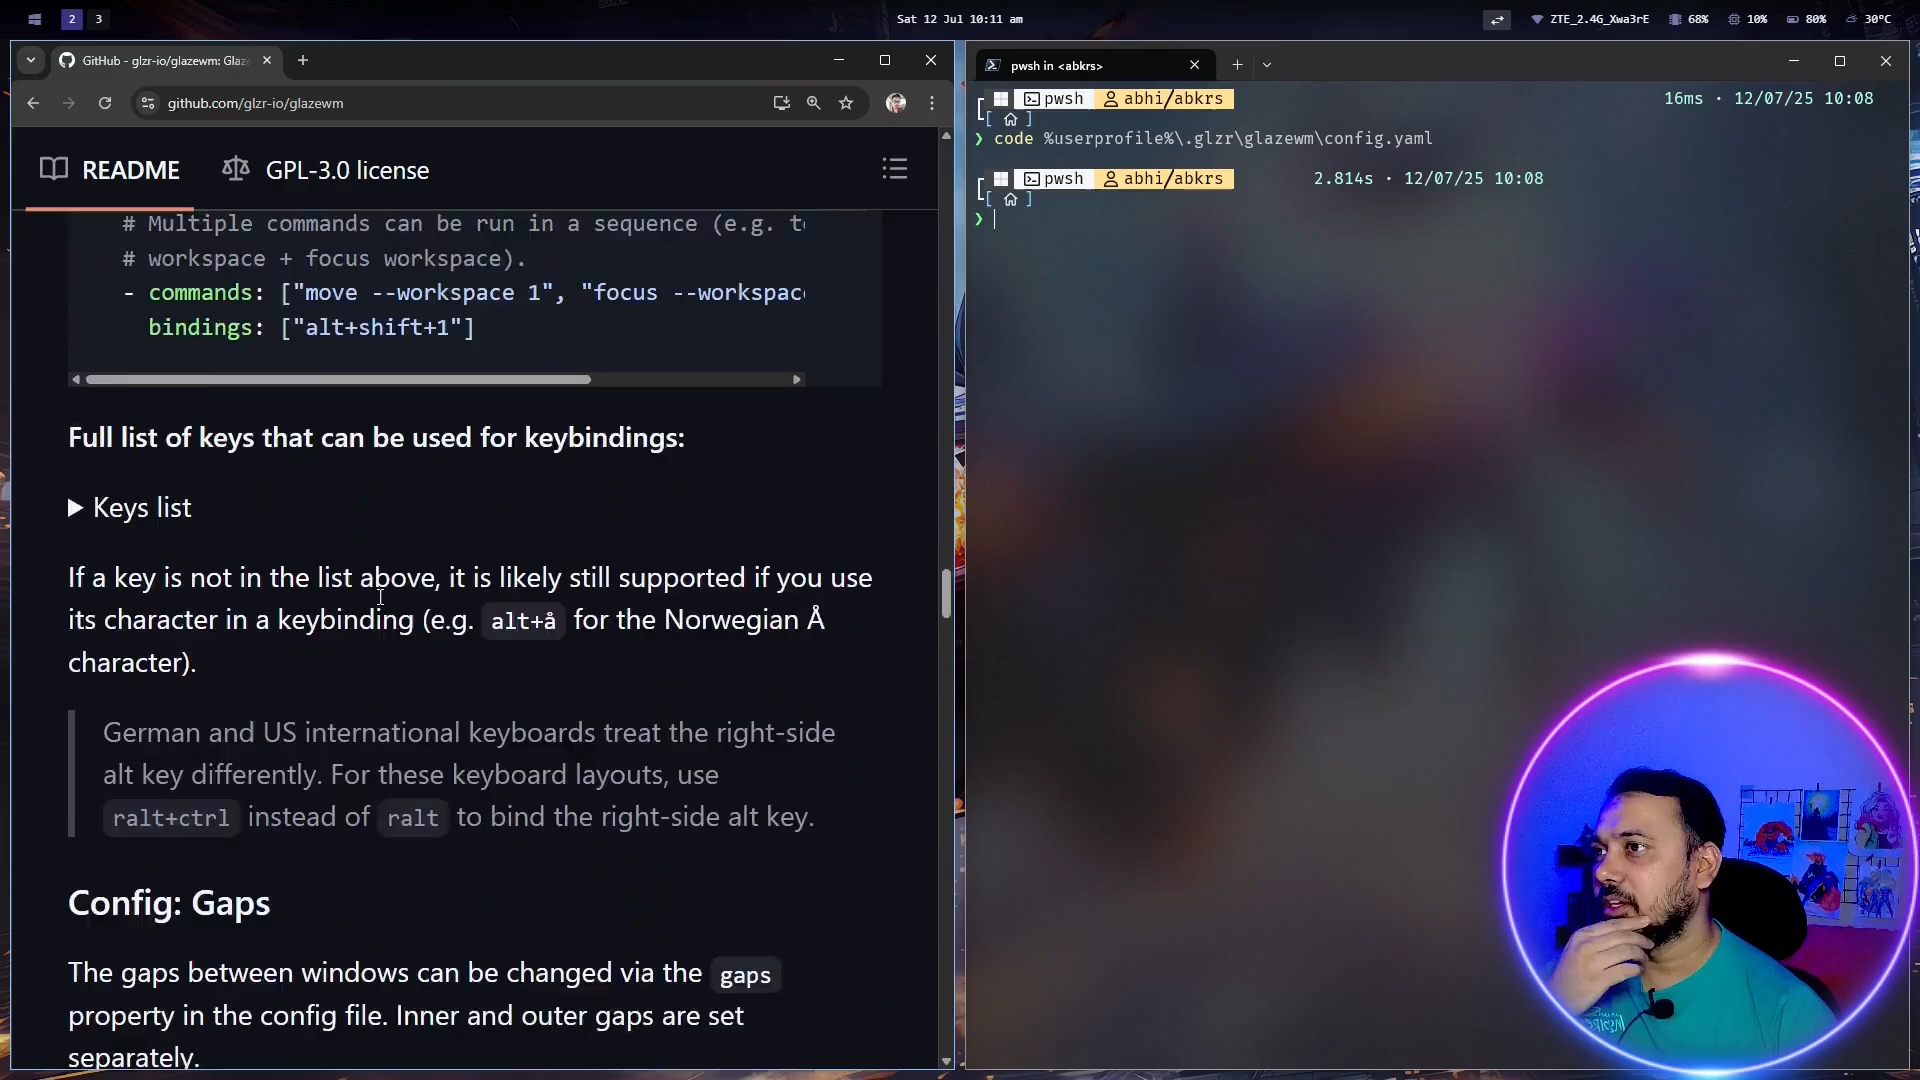 2 3
Sat 12 Jul 10:11 am
ZTE_2.4G_Xwa3rE 68% 10% 80% 30°C
GitHub - glzr-io/glazewm: Glaze
github.com/glzr-io/glazewm
README GPL-3.0 license
# Multiple commands can be run in a sequence (e.g. to
# workspace + focus workspace).
- commands: ["move --workspace 1", "focus --workspace
bindings: ["alt+shift+1"]
Full list of keys that can be used for keybindings:
Keys list
If a key is not in the list above, it is likely still supported if you use
its character in a keybinding (e.g. alt+å for the Norwegian Å
character).
German and US international keyboards treat the right-side
alt key differently. For these keyboard layouts, use
ralt+ctrl instead of ralt to bind the right-side alt key.
Config: Gaps
The gaps between windows can be changed via the gaps
property in the config file. Inner and outer gaps are set
separately.
pwsh in <abkrs>
pwsh abhi/abkrs 16ms · 12/07/25 10:08
❯ code %userprofile%\.glzr\glazewm\config.yaml
pwsh abhi/abkrs 2.814s · 12/07/25 10:08
❯